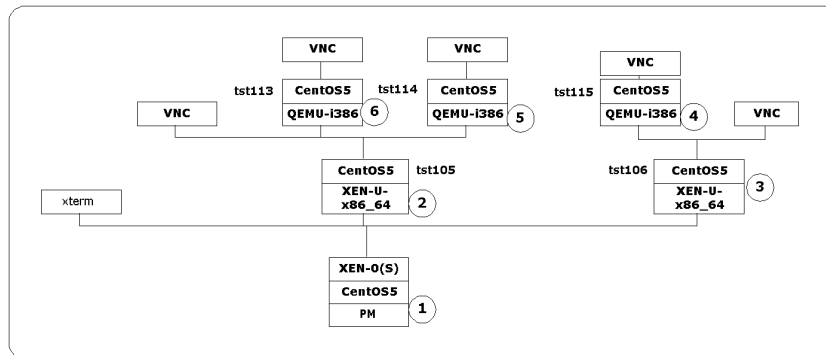 VNC
VNC
VNC
tst113
CentOS5
tst114
CentOS5
tst115
CentOS5
VNC
QEMU-i386
6
QEMU-i386
5
QEMU-i386
4
VNC
CentOS5
tst105
tst106
CentOS5
XEN-U-
x86_64
2
XEN-U-
x86_64
3
xterm
XEN-0(S)
CentOS5
PM
1